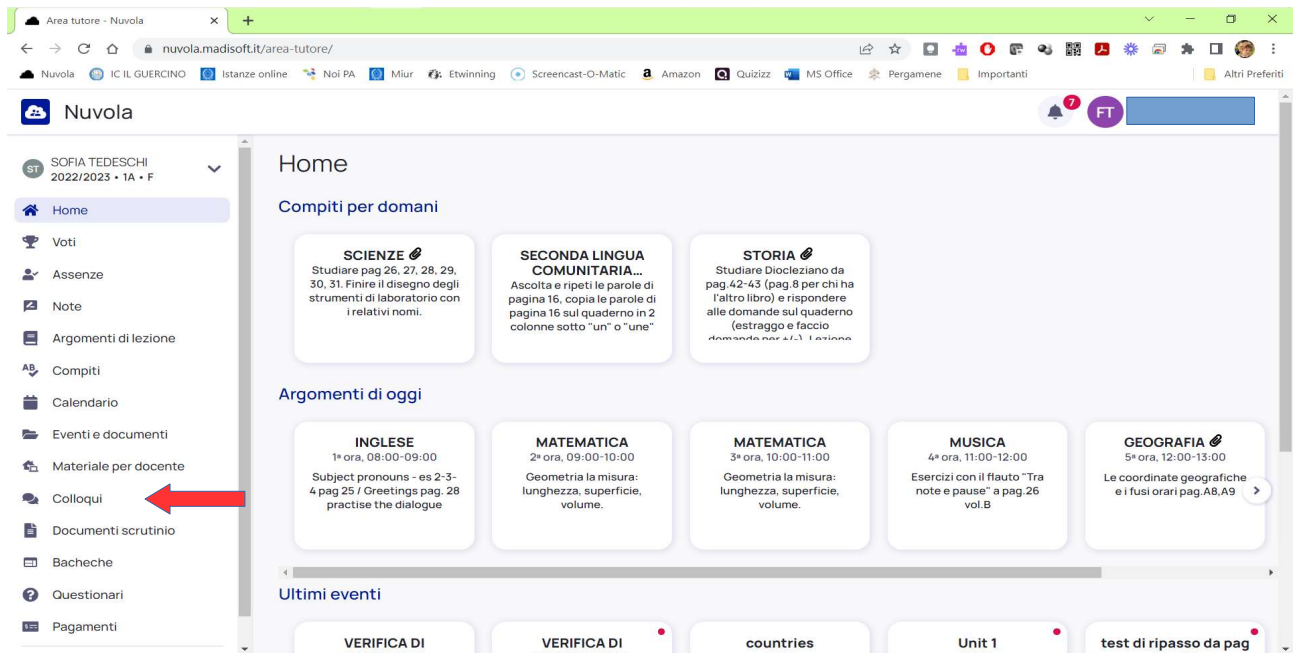 Area tutore - Nuvola
nuvola.madisoft.it/area-tutore/
Nuvola IC IL GUERCINO Istanze online Noi PA Miur Etwinning Screencast-O-Matic Amazon Quizizz MS Office Pergamene Importanti Altri Preferiti
Nuvola
7
FT
ST
SOFIA TEDESCHI
2022/2023 • 1A • F
Home
Voti
Assenze
Note
Argomenti di lezione
Compiti
Calendario
Eventi e documenti
Materiale per docente
Colloqui
Documenti scrutinio
Bacheche
Questionari
Pagamenti
Home
Compiti per domani
SCIENZE
Studiare pag 26, 27, 28, 29,
30, 31. Finire il disegno degli
strumenti di laboratorio con
i relativi nomi.
SECONDA LINGUA
COMUNITARIA...
Ascolta e ripeti le parole di
pagina 16, copia le parole di
pagina 16 sul quaderno in 2
colonne sotto "un" o "une"
STORIA
Studiare Diocleziano da
pag.42-43 (pag.8 per chi ha
l'altro libro) e rispondere
alle domande sul quaderno
(estraggo e faccio
domande per +/-). Lezione
Argomenti di oggi
INGLESE
1ª ora, 08:00-09:00
Subject pronouns - es 2-3-
4 pag 25 / Greetings pag. 28
practise the dialogue
MATEMATICA
2ª ora, 09:00-10:00
Geometria la misura:
lunghezza, superficie,
volume.
MATEMATICA
3ª ora, 10:00-11:00
Geometria la misura:
lunghezza, superficie,
volume.
MUSICA
4ª ora, 11:00-12:00
Esercizi con il flauto "Tra
note e pause" a pag.26
vol.B
GEOGRAFIA
5ª ora, 12:00-13:00
Le coordinate geografiche
e i fusi orari pag.A8,A9
Ultimi eventi
VERIFICA DI
VERIFICA DI
countries
Unit 1
test di ripasso da pag